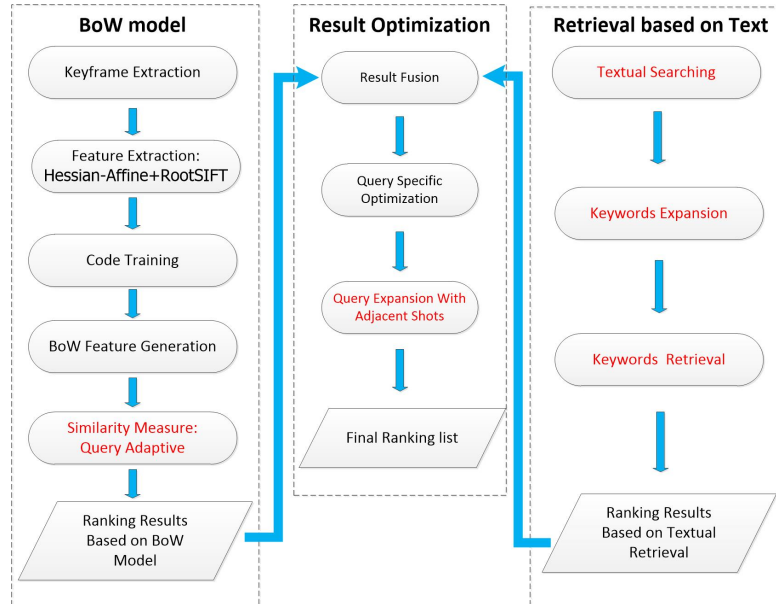 BoW model
Keyframe Extraction
Feature Extraction:
Hessian-Affine+RootSIFT
Code Training
BoW Feature Generation
Similarity Measure:
Query Adaptive
Ranking Results
Based on BoW
Model
Result Optimization
Result Fusion
Query Specific
Optimization
Query Expansion With
Adjacent Shots
Final Ranking list
Retrieval based on Text
Textual Searching
Keywords Expansion
Keywords Retrieval
Ranking Results
Based on Textual
Retrieval